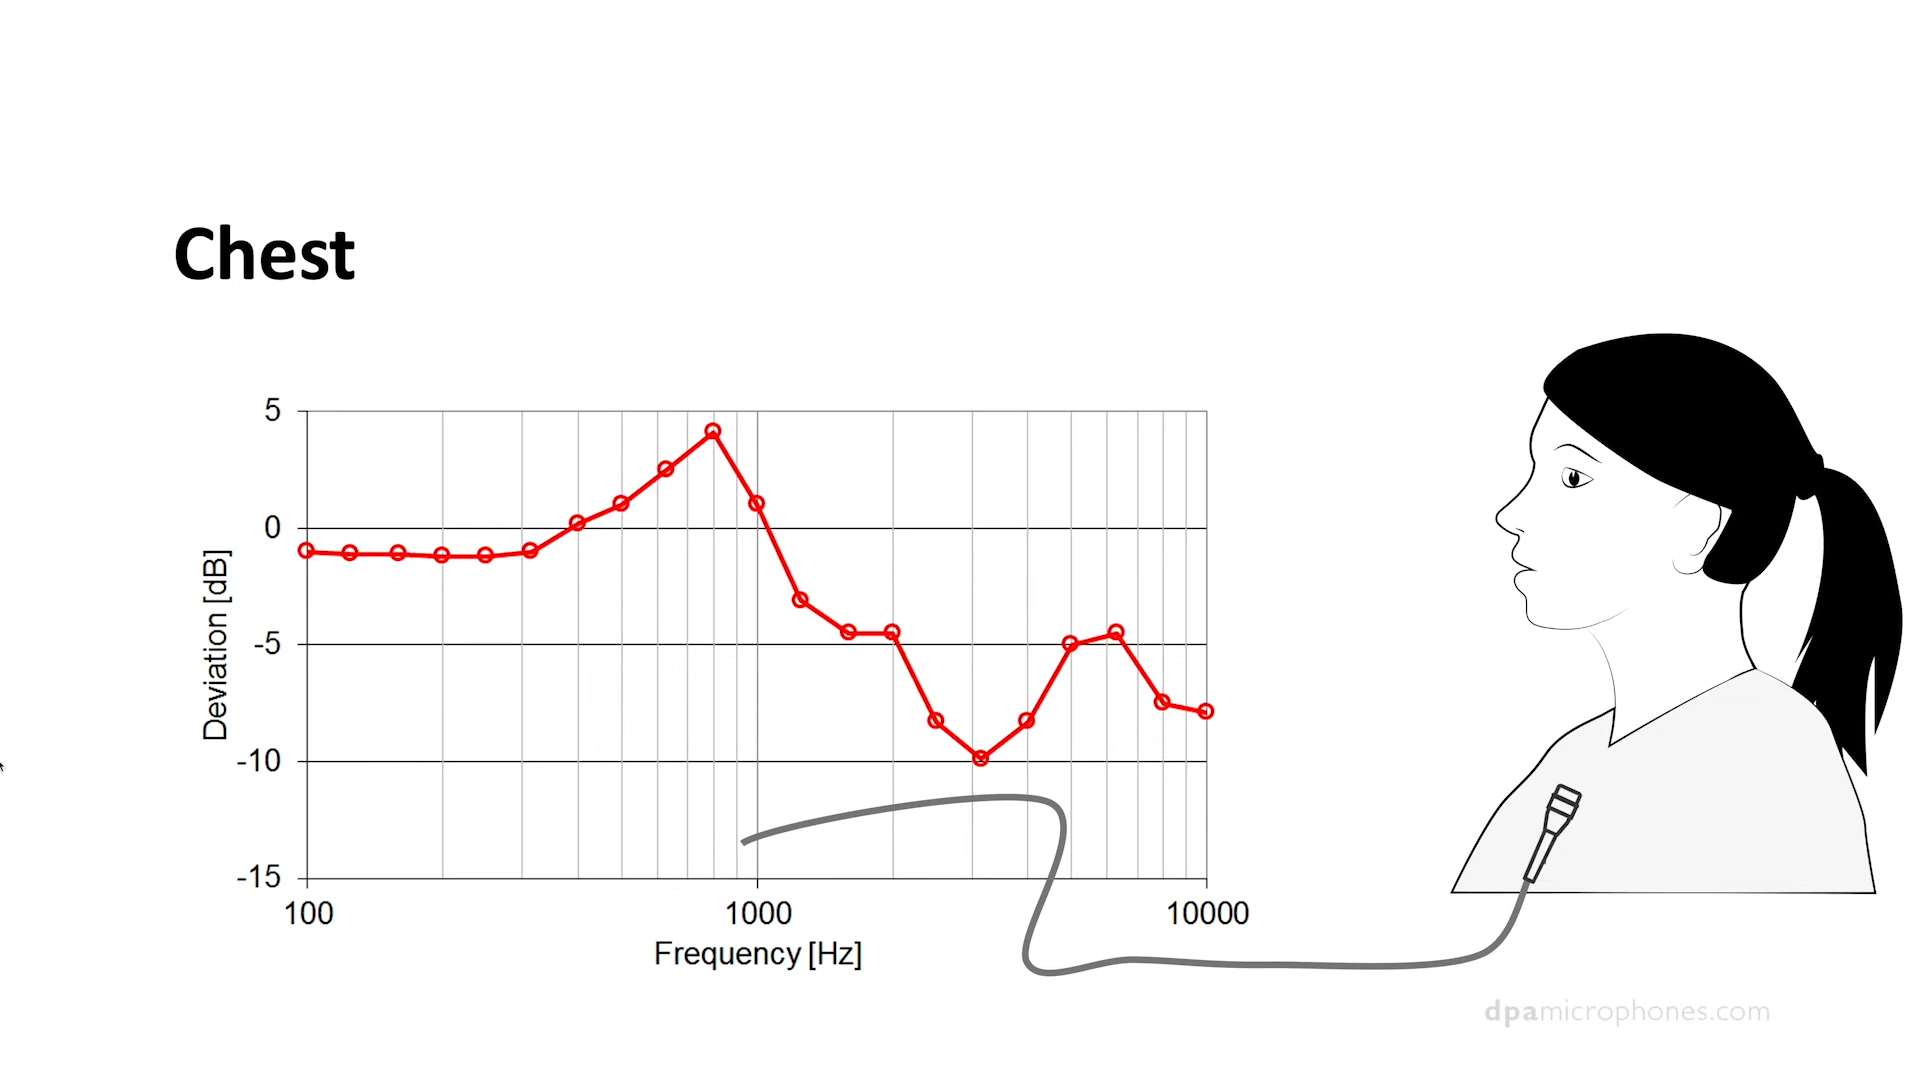 Chest
5
0
-5
-10
-15
Deviation [dB]
100 1000 10000
Frequency [Hz]
dpamicrophones.com